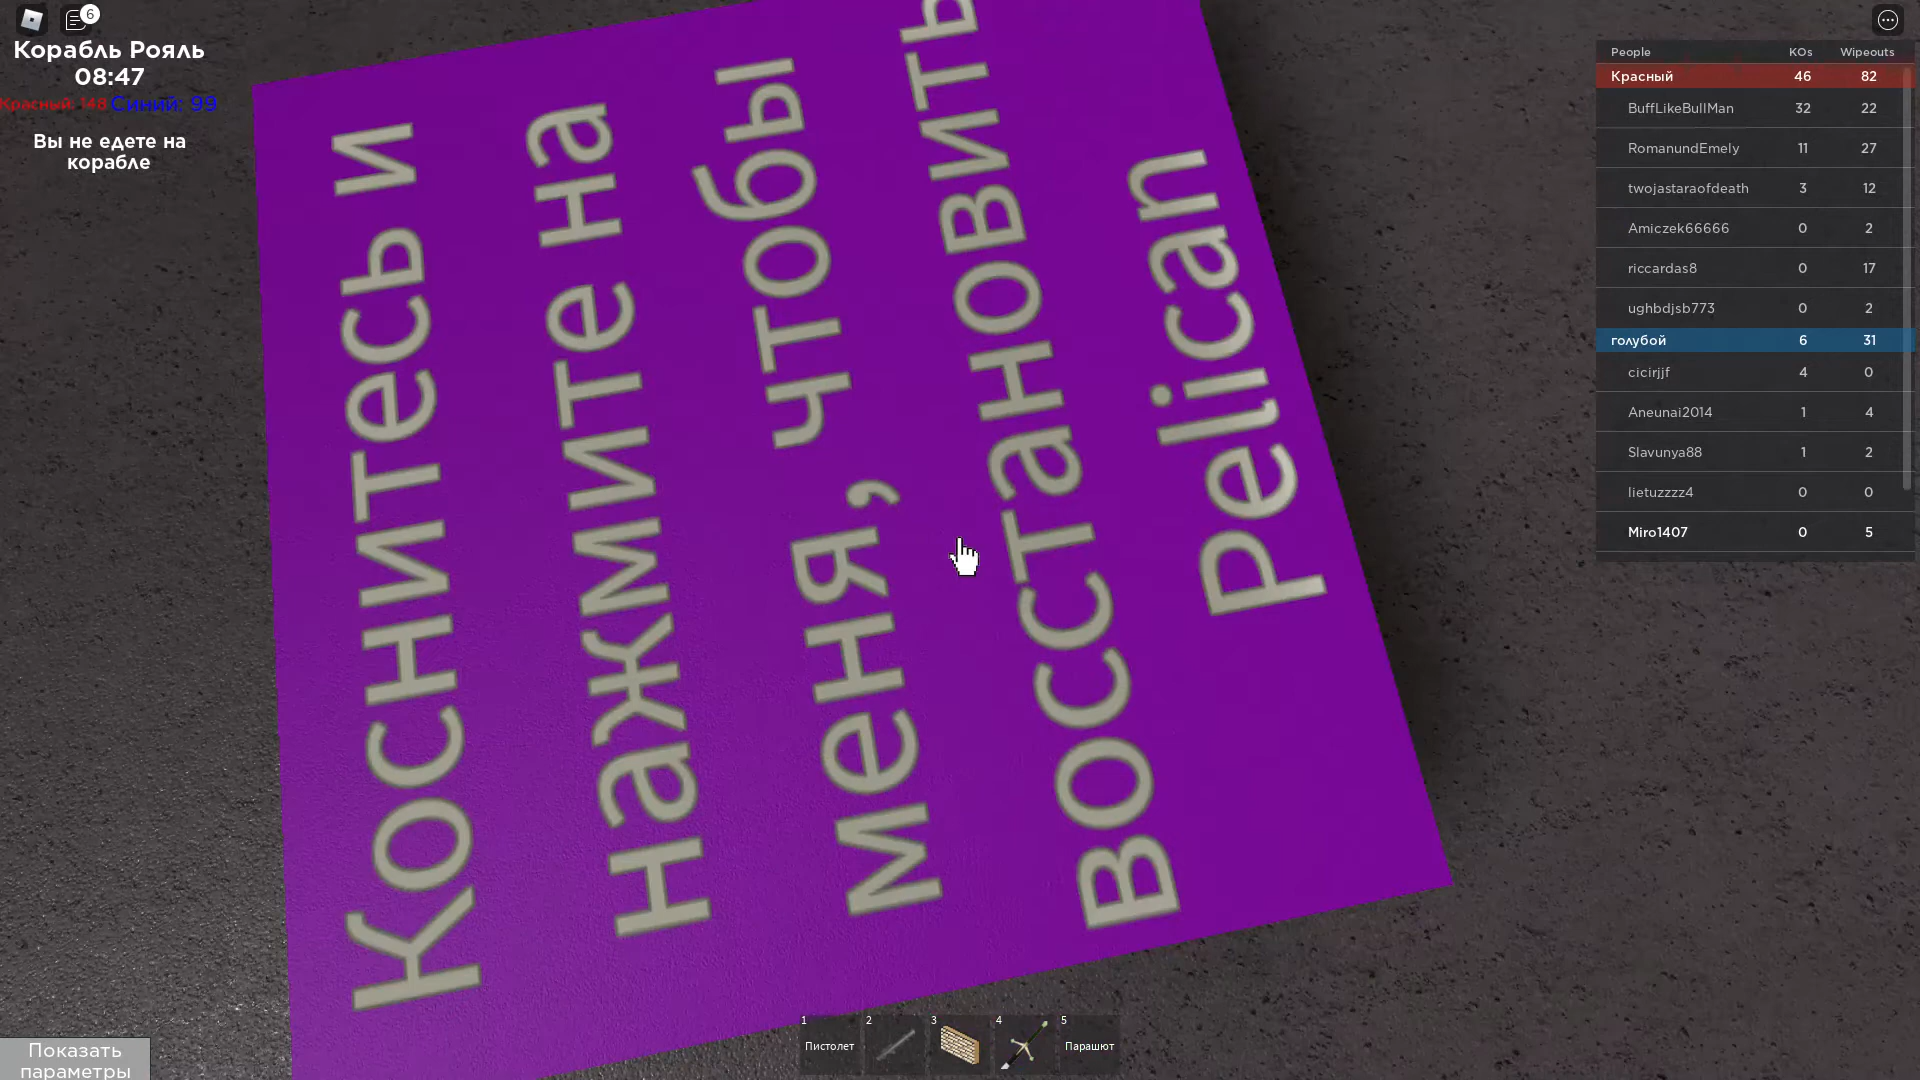 6
Корабль Рояль
08:47
Красный: 148 Синий: 99
Вы не едете на
корабле
Коснитесь и
нажмите на
меня, чтобы
восстановить
Pelican
People KOs Wipeouts
Красный 46 82
BuffLikeBullMan 32 22
RomanundEmely 11 27
twojastaraofdeath 3 12
Amiczek66666 0 2
riccardas8 0 17
ughbdjsb773 0 2
голубой 6 31
cicirjjf 4 0
Aneunai2014 1 4
Slavunya88 1 2
lietuzzzz4 0 0
Miro1407 0 5
1 2 3 4 5
Пистолет Парашют
Показать
параметры